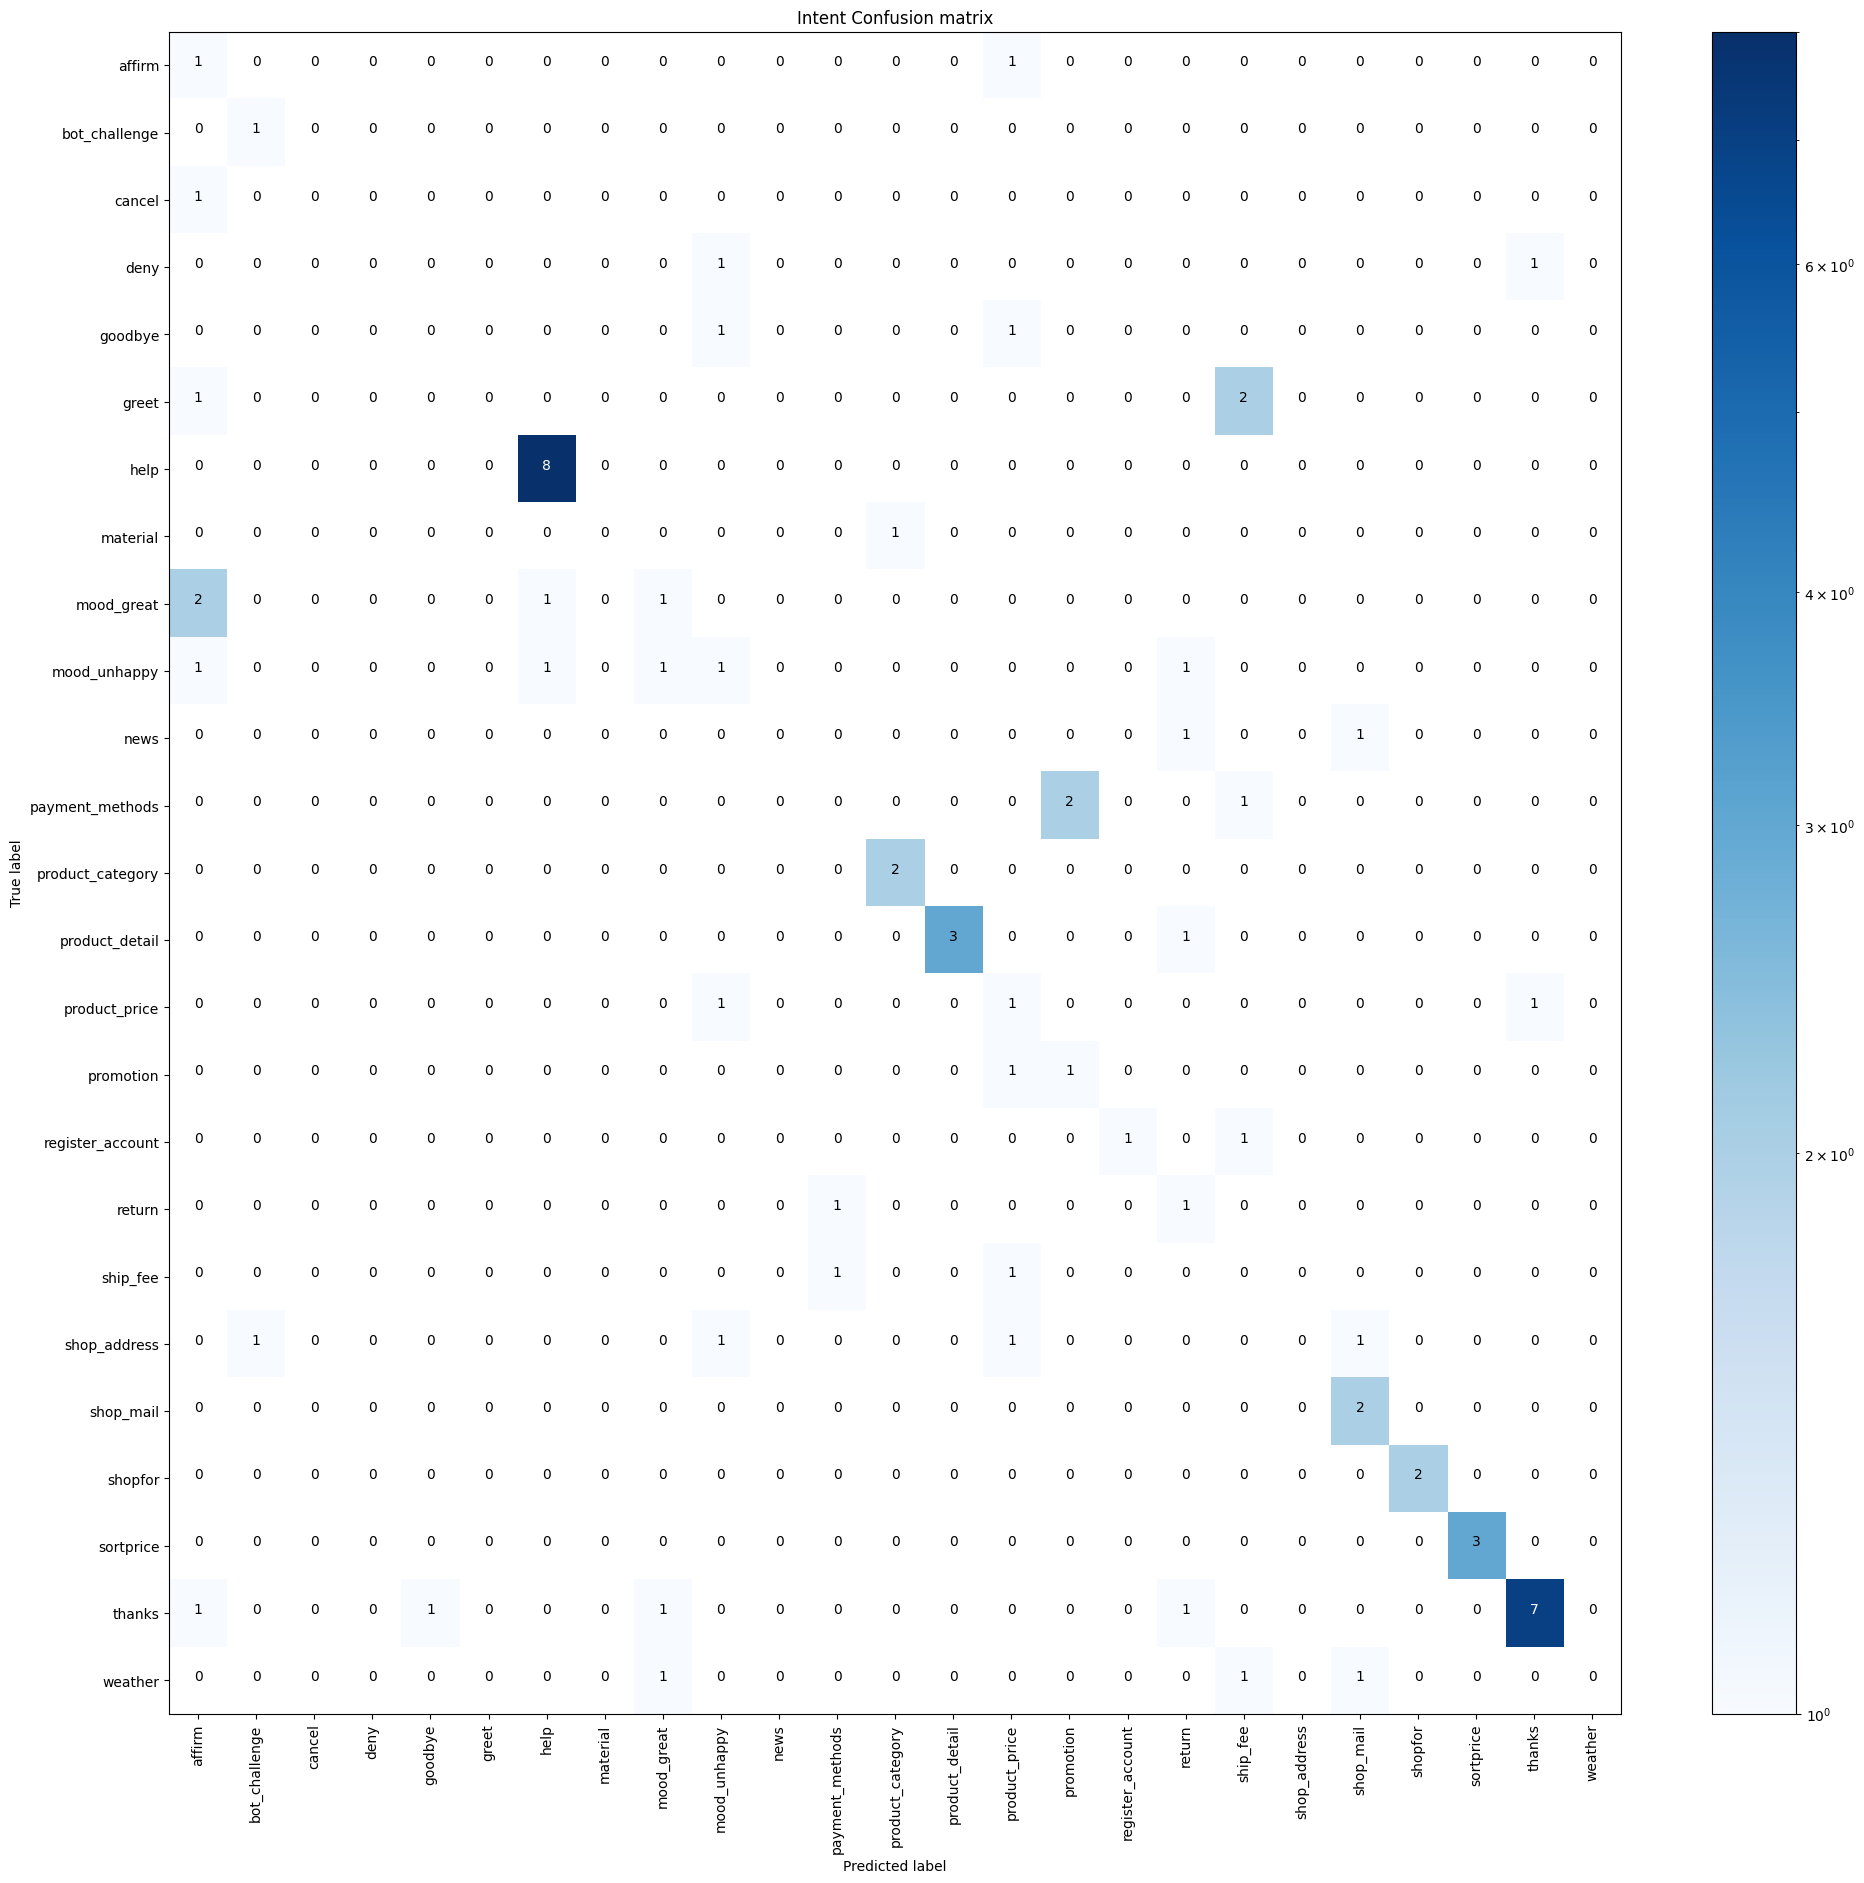 Intent Confusion matrix
affirm 1 0 0 0 0 0 0 0 0 0 0 0 0 0 1 0 0 0 0 0 0 0 0 0 0
bot_challenge 0 1 0 0 0 0 0 0 0 0 0 0 0 0 0 0 0 0 0 0 0 0 0 0 0
cancel 1 0 0 0 0 0 0 0 0 0 0 0 0 0 0 0 0 0 0 0 0 0 0 0 0
deny 0 0 0 0 0 0 0 0 0 1 0 0 0 0 0 0 0 0 0 0 0 0 0 1 0
goodbye 0 0 0 0 0 0 0 0 0 1 0 0 0 0 1 0 0 0 0 0 0 0 0 0 0
greet 1 0 0 0 0 0 0 0 0 0 0 0 0 0 0 0 0 0 2 0 0 0 0 0 0
help 0 0 0 0 0 0 8 0 0 0 0 0 0 0 0 0 0 0 0 0 0 0 0 0 0
material 0 0 0 0 0 0 0 0 0 0 0 0 1 0 0 0 0 0 0 0 0 0 0 0 0
mood_great 2 0 0 0 0 0 1 0 1 0 0 0 0 0 0 0 0 0 0 0 0 0 0 0 0
mood_unhappy 1 0 0 0 0 0 1 0 1 1 0 0 0 0 0 0 0 1 0 0 0 0 0 0 0
news 0 0 0 0 0 0 0 0 0 0 0 0 0 0 0 0 0 1 0 0 1 0 0 0 0
payment_methods 0 0 0 0 0 0 0 0 0 0 0 0 0 0 0 2 0 0 1 0 0 0 0 0 0
product_category 0 0 0 0 0 0 0 0 0 0 0 0 2 0 0 0 0 0 0 0 0 0 0 0 0
product_detail 0 0 0 0 0 0 0 0 0 0 0 0 0 3 0 0 0 1 0 0 0 0 0 0 0
product_price 0 0 0 0 0 0 0 0 0 1 0 0 0 0 1 0 0 0 0 0 0 0 0 1 0
promotion 0 0 0 0 0 0 0 0 0 0 0 0 0 0 1 1 0 0 0 0 0 0 0 0 0
register_account 0 0 0 0 0 0 0 0 0 0 0 0 0 0 0 0 1 0 1 0 0 0 0 0 0
return 0 0 0 0 0 0 0 0 0 0 0 1 0 0 0 0 0 1 0 0 0 0 0 0 0
ship_fee 0 0 0 0 0 0 0 0 0 0 0 1 0 0 1 0 0 0 0 0 0 0 0 0 0
shop_address 0 1 0 0 0 0 0 0 0 1 0 0 0 0 1 0 0 0 0 0 1 0 0 0 0
shop_mail 0 0 0 0 0 0 0 0 0 0 0 0 0 0 0 0 0 0 0 0 2 0 0 0 0
shopfor 0 0 0 0 0 0 0 0 0 0 0 0 0 0 0 0 0 0 0 0 0 2 0 0 0
sortprice 0 0 0 0 0 0 0 0 0 0 0 0 0 0 0 0 0 0 0 0 0 0 3 0 0
thanks 1 0 0 0 1 0 0 0 1 0 0 0 0 0 0 0 0 1 0 0 0 0 0 7 0
weather 0 0 0 0 0 0 0 0 1 0 0 0 0 0 0 0 0 0 1 0 1 0 0 0 0
True label
affirm
bot_challenge
cancel
deny
goodbye
greet
help
material
mood_great
mood_unhappy
news
payment_methods
product_category
product_detail
product_price
promotion
register_account
return
ship_fee
shop_address
shop_mail
shopfor
sortprice
thanks
weather
Predicted label
6 × 10⁰
4 × 10⁰
3 × 10⁰
2 × 10⁰
10⁰